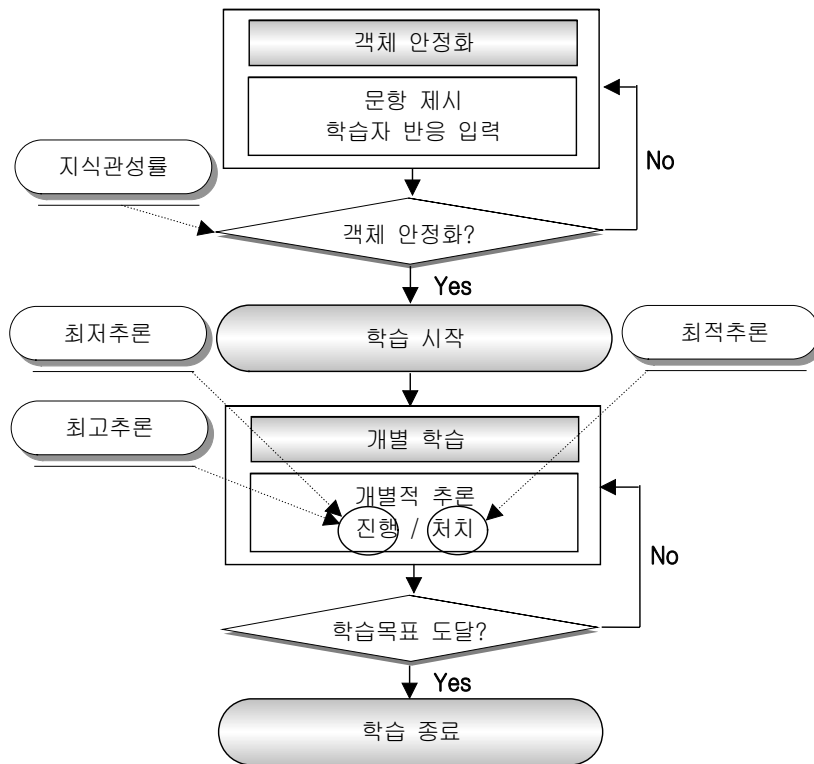 객체 안정화
문항 제시
학습자 반응 입력
No
지식관성률
객체 안정화?
Yes
최저추론
학습 시작
최적추론
최고추론
개별 학습
개별적 추론
진행 / 처치
No
학습목표 도달?
Yes
학습 종료